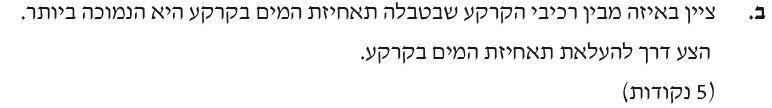 ב. ציין באיזה מבין רכיבי הקרקע שבטבלה תאחיזת המים בקרקע היא הנמוכה ביותר.
הצע דרך להעלאת תאחיזת המים בקרקע.
(5 נקודות)